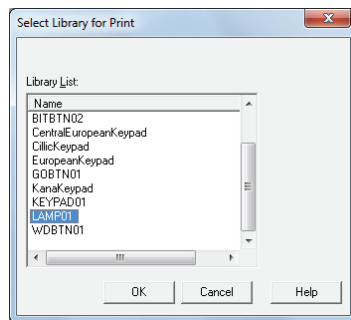 Select Library for Print
Library List:
Name
BITBTN02
CentralEuropeanKeypad
CillicKeypad
EuropeanKeypad
GOBTN01
KanaKeypad
KEYPAD01
LAMP01
WDBTN01
OK Cancel Help